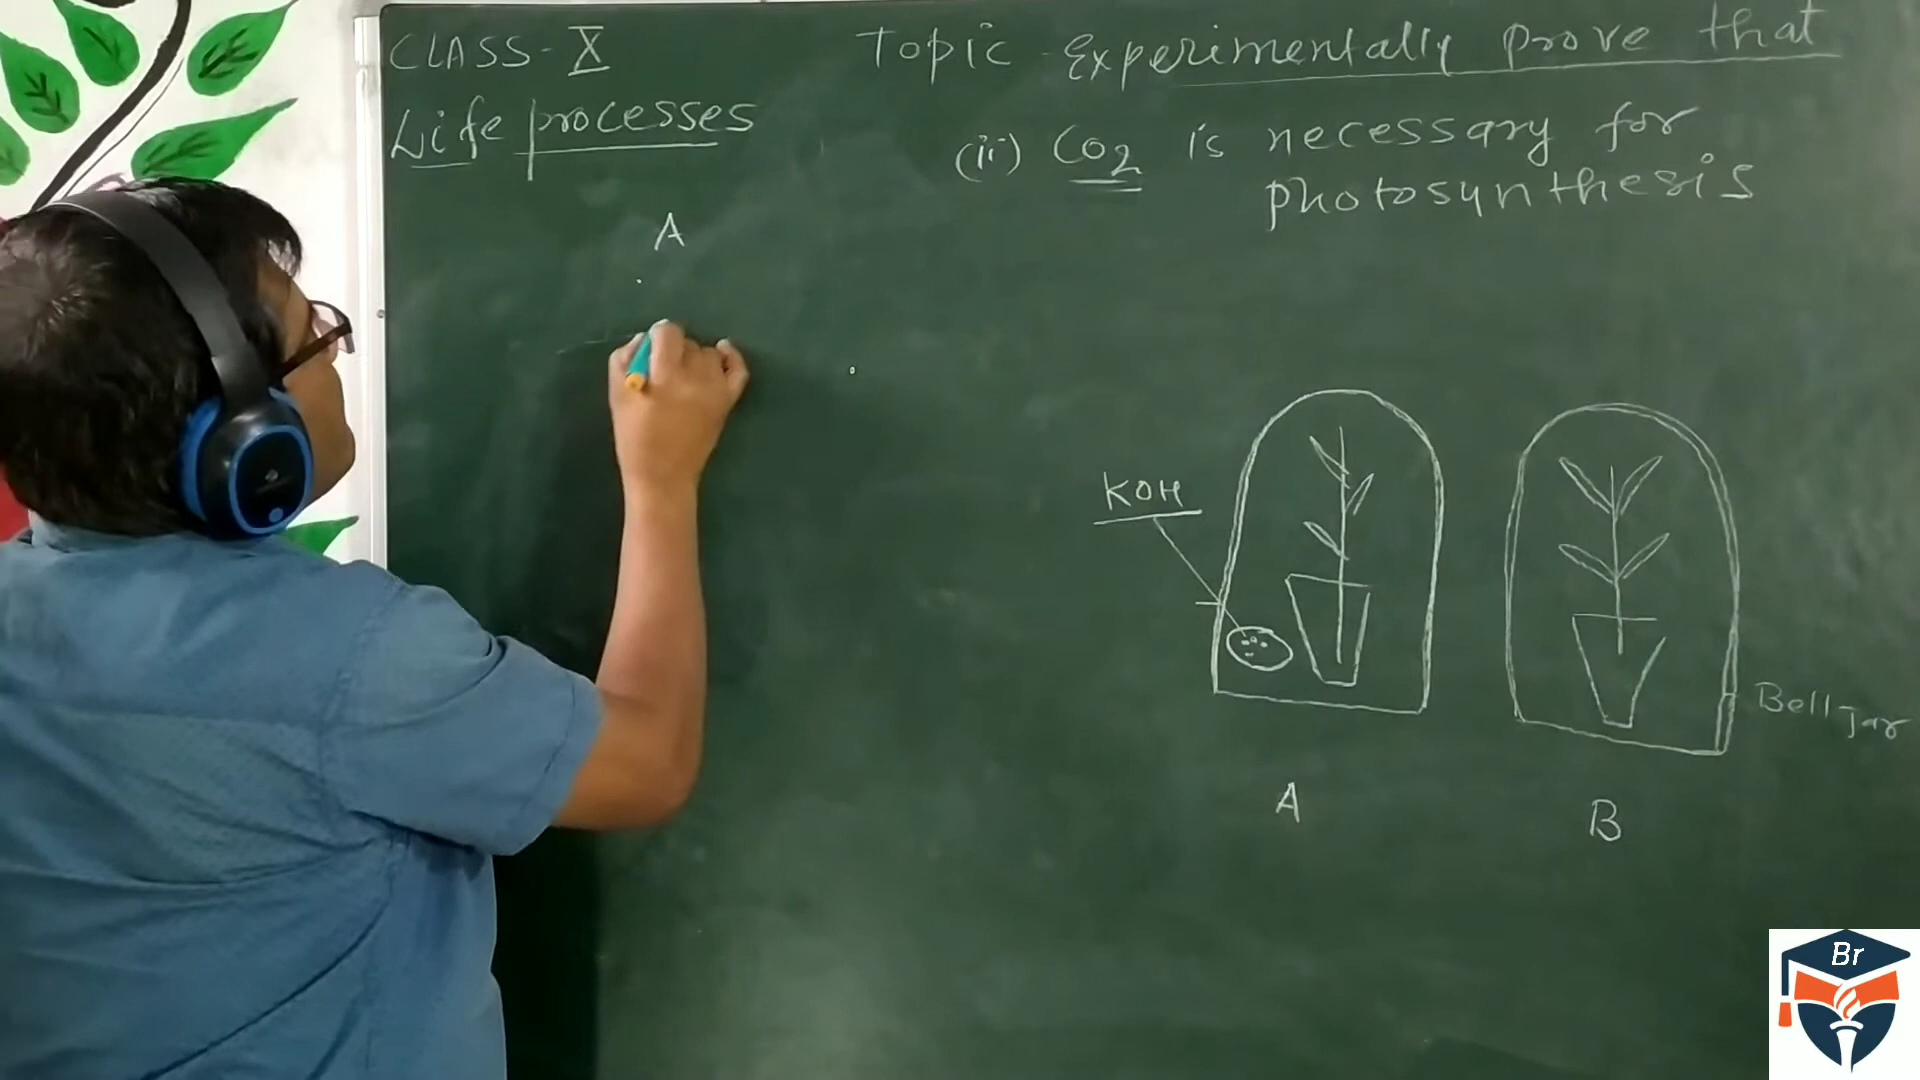 CLASS - X
Life processes
Topic - Experimentally prove that
(ii) CO2 is necessary for
photosynthesis
A
KOH
Bell Jar
A
B
Br